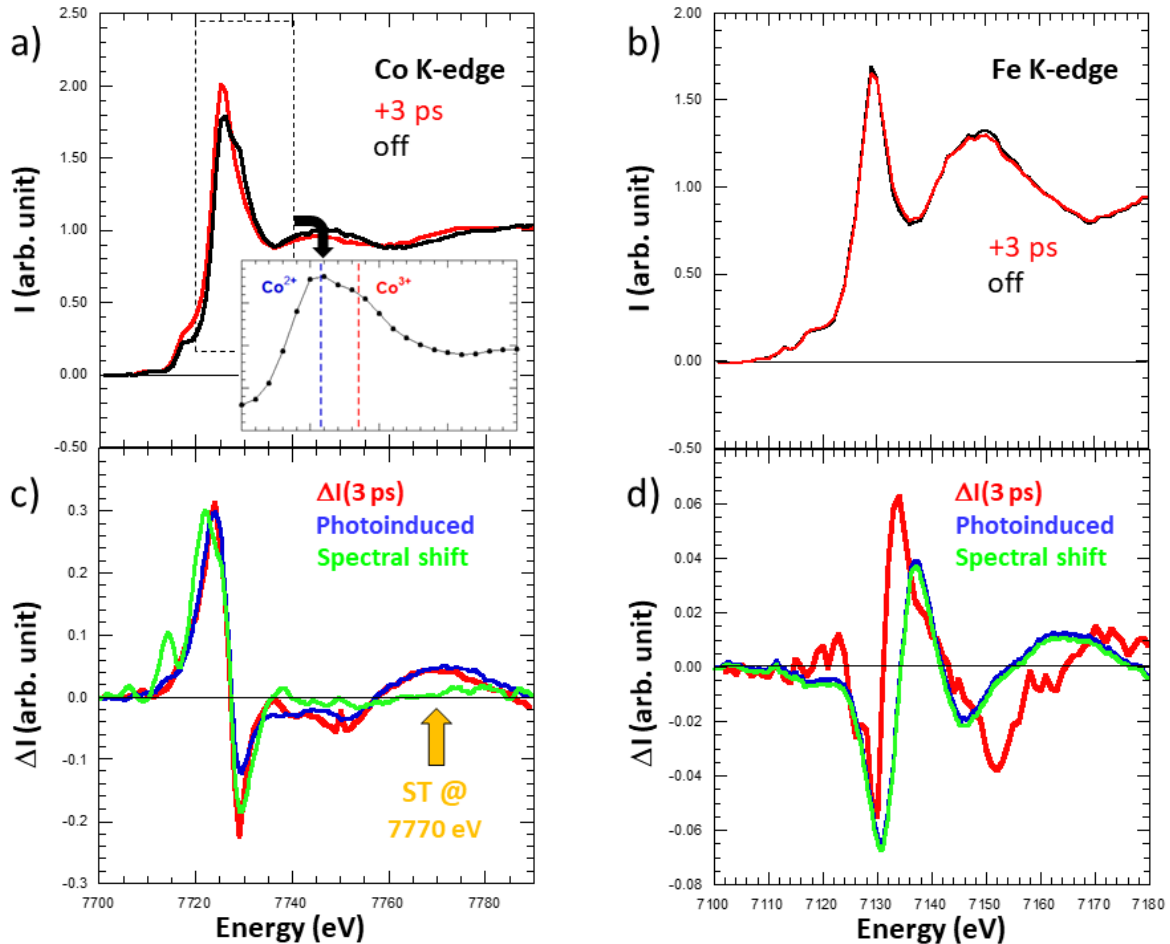 a)
2.50
2.00
1.50
1.00
0.50
0.00
-0.50
I (arb. unit)
Co K-edge
+3 ps
off
Co2+
Co3+
b)
2.00
1.50
1.00
0.50
0.00
-0.50
I (arb. unit)
Fe K-edge
+3 ps
off
c)
0.3
0.2
0.1
0.0
-0.1
-0.2
-0.3
ΔI (arb. unit)
ΔI(3 ps)
Photoinduced
Spectral shift
ST @
7770 eV
7700 7720 7740 7760 7780
Energy (eV)
d)
0.06
0.04
0.02
0.00
-0.02
-0.04
-0.06
-0.08
ΔI (arb. unit)
ΔI(3 ps)
Photoinduced
Spectral shift
7100 7110 7120 7130 7140 7150 7160 7170 7180
Energy (eV)